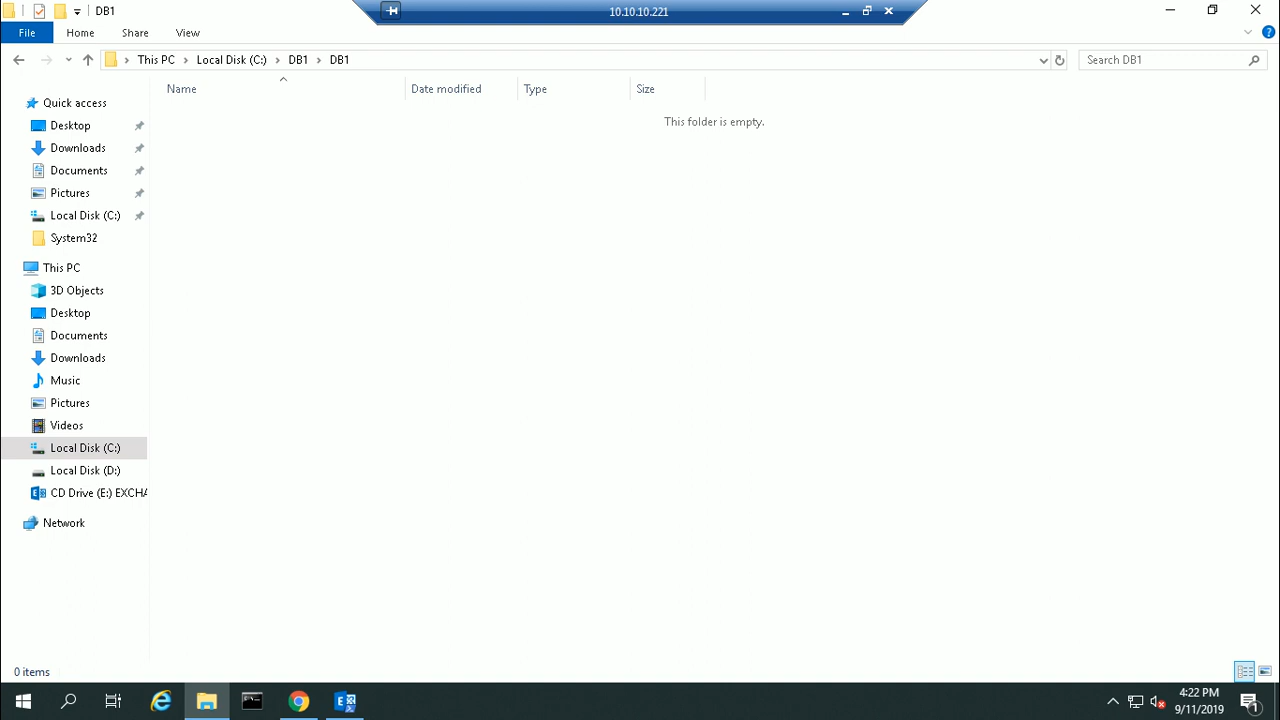 DB1
10.10.10.221
File Home Share View
This PC Local Disk (C:) DB1 DB1
Search DB1
Name Date modified Type Size
This folder is empty.
Quick access
Desktop
Downloads
Documents
Pictures
Local Disk (C:)
System32
This PC
3D Objects
Desktop
Documents
Downloads
Music
Pictures
Videos
Local Disk (C:)
Local Disk (D:)
CD Drive (E:) EXCHA
Network
0 items
4:22 PM
9/11/2019
1